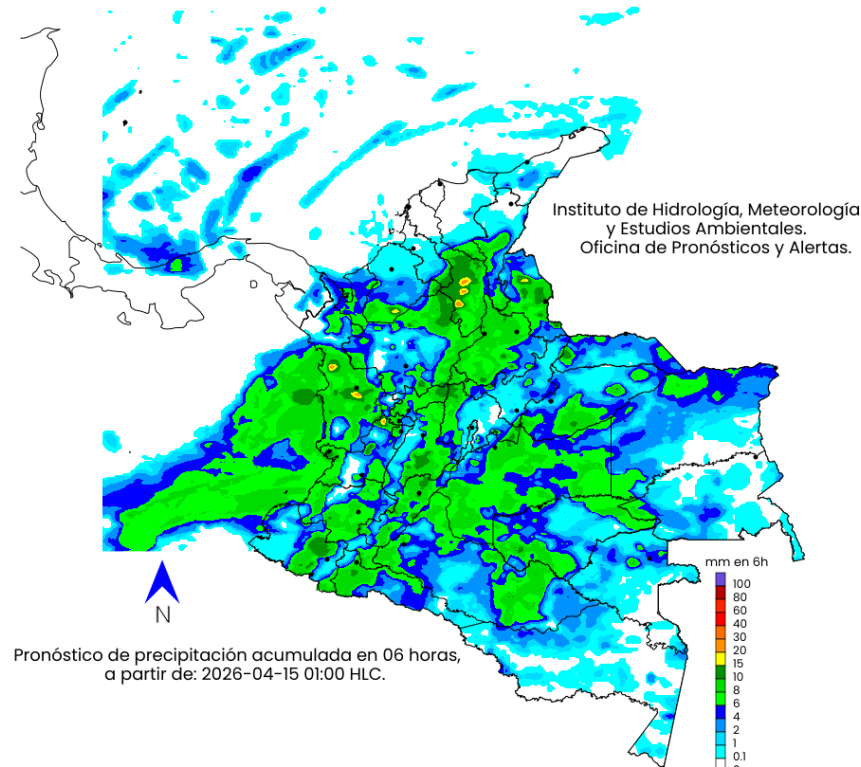 Instituto de Hidrología, Meteorología
y Estudios Ambientales.
Oficina de Pronósticos y Alertas.
mm en 6h
100
80
60
40
30
20
15
10
8
6
4
2
1
0.1
N
Pronóstico de precipitación acumulada en 06 horas,
a partir de: 2026-04-15 01:00 HLC.